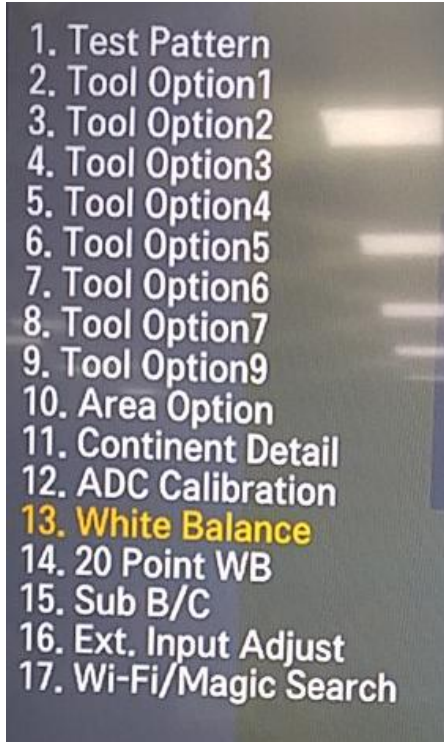 1. Test Pattern
2. Tool Option1
3. Tool Option2
4. Tool Option3
5. Tool Option4
6. Tool Option5
7. Tool Option6
8. Tool Option7
9. Tool Option9
10. Area Option
11. Continent Detail
12. ADC Calibration
13. White Balance
14. 20 Point WB
15. Sub B/C
16. Ext. Input Adjust
17. Wi-Fi/Magic Search